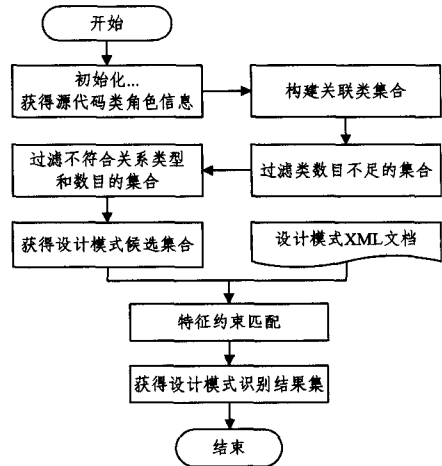 开始
初始化...
获得源代码类角色信息
构建关联类集合
过滤类数目不足的集合
过滤不符合关系类型
和数目的集合
获得设计模式候选集合
设计模式XML文档
特征约束匹配
获得设计模式识别结果集
结束